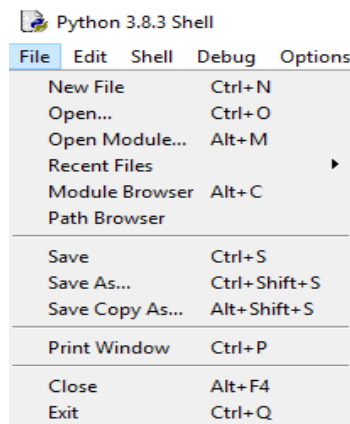 Python 3.8.3 Shell
File Edit Shell Debug Options
New File Ctrl+N
Open... Ctrl+O
Open Module... Alt+M
Recent Files
Module Browser Alt+C
Path Browser
Save Ctrl+S
Save As... Ctrl+Shift+S
Save Copy As... Alt+Shift+S
Print Window Ctrl+P
Close Alt+F4
Exit Ctrl+Q